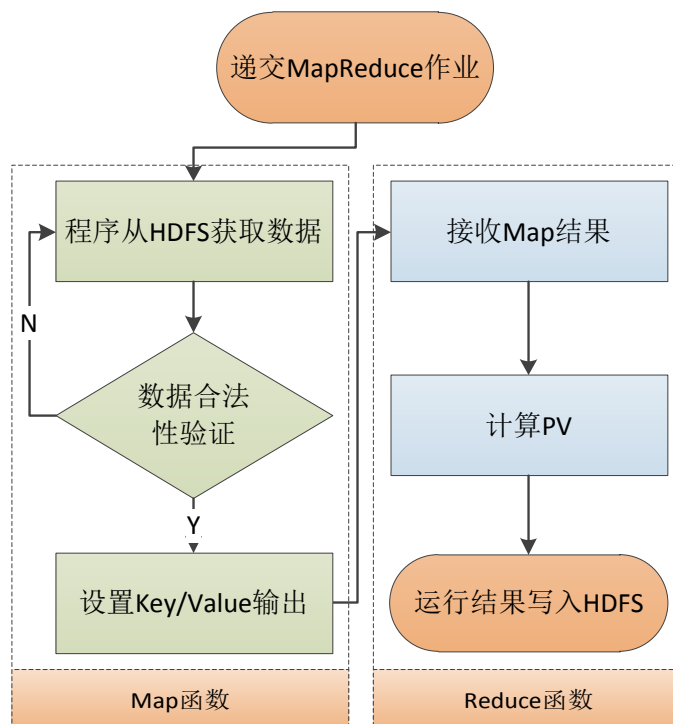 递交MapReduce作业
程序从HDFS获取数据
N
数据合法
性验证
Y
设置Key/Value输出
Map函数
接收Map结果
计算PV
运行结果写入HDFS
Reduce函数